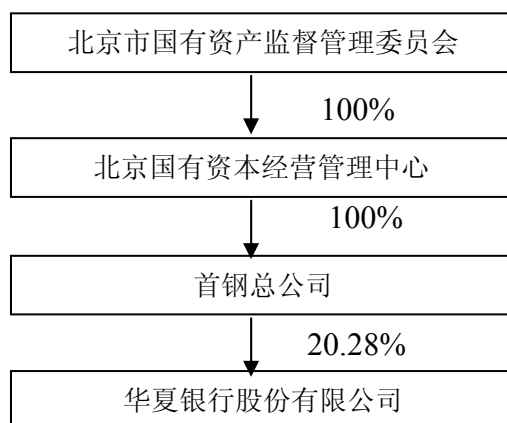 北京市国有资产监督管理委员会
100%
北京国有资本经营管理中心
100%
首钢总公司
20.28%
华夏银行股份有限公司